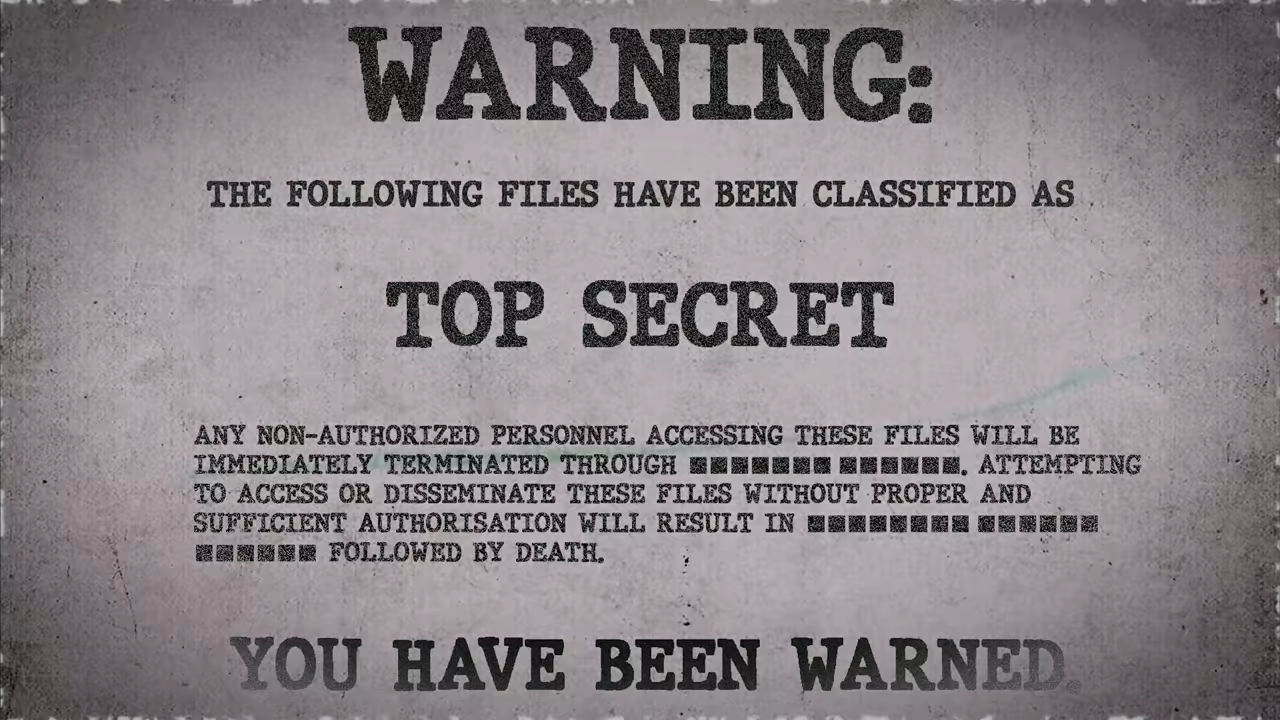 WARNING:
THE FOLLOWING FILES HAVE BEEN CLASSIFIED AS
TOP SECRET
ANY NON-AUTHORIZED PERSONNEL ACCESSING THESE FILES WILL BE
IMMEDIATELY TERMINATED THROUGH ■■■■■■■ ■■■■■■. ATTEMPTING
TO ACCESS OR DISSEMINATE THESE FILES WITHOUT PROPER AND
SUFFICIENT AUTHORISATION WILL RESULT IN ■■■■■■■■ ■■■■■■
■■■■■■ FOLLOWED BY DEATH.
YOU HAVE BEEN WARNED.